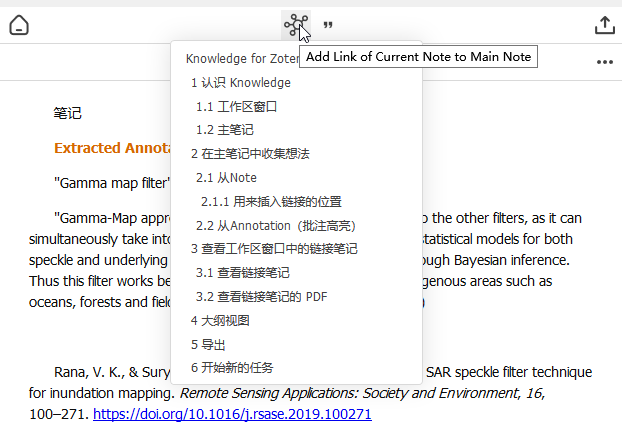 Add Link of Current Note to Main Note
Knowledge for Zoter
1 认识 Knowledge
1.1 工作区窗口
1.2 主笔记
2 在主笔记中收集想法
2.1 从Note
2.1.1 用来插入链接的位置
2.2 从Annotation（批注高亮）
3 查看工作区窗口中的链接笔记
3.1 查看链接笔记
3.2 查看链接笔记的 PDF
4 大纲视图
5 导出
6 开始新的任务
笔记
Extracted Annota
"Gamma map filter"
"Gamma-Map appr o the other filters, as it can
simultaneously take into statistical models for both
speckle and underlying ough Bayesian inference.
Thus this filter works be genous areas such as
oceans, forests and field )
Rana, V. K., & Sury SAR speckle filter technique
for inundation mapping. Remote Sensing Applications: Society and Environment, 16,
100–271. https://doi.org/10.1016/j.rsase.2019.100271